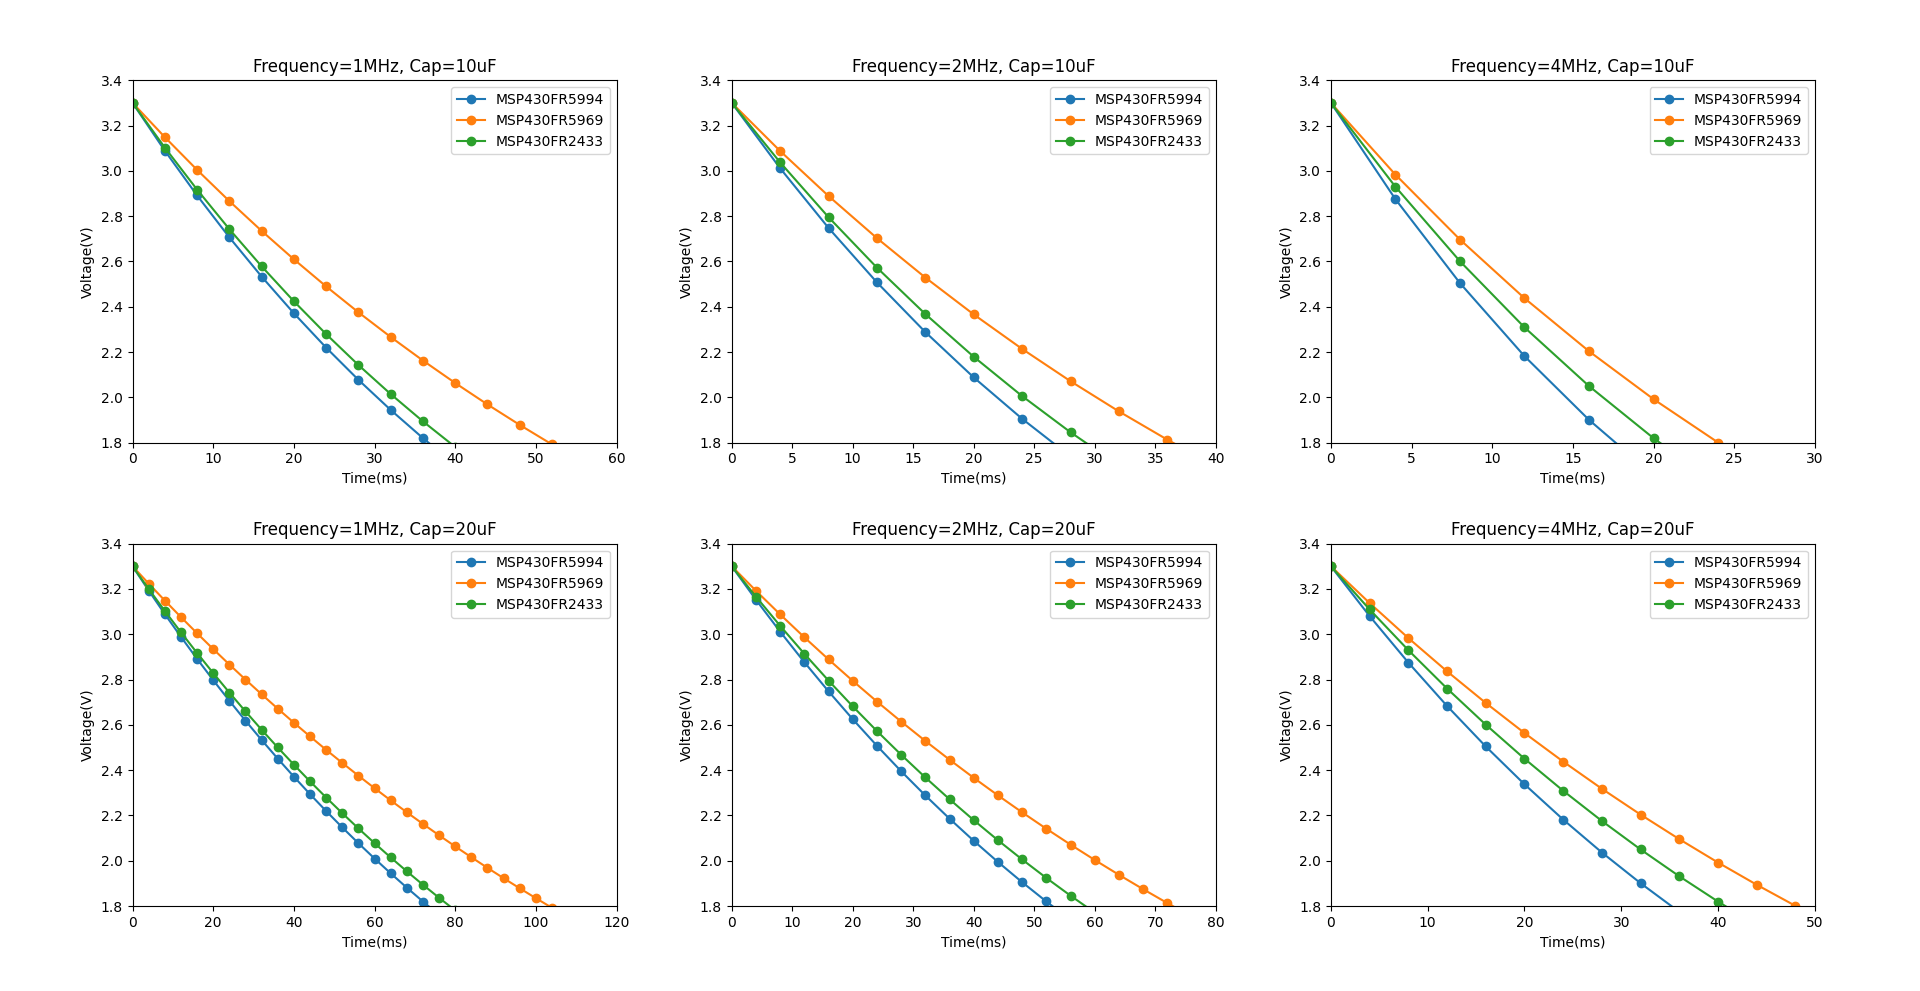 Frequency=1MHz, Cap=10uF
3.4
3.2
3.0
2.8
2.6
2.4
2.2
2.0
1.8
Voltage(V)
MSP430FR5994
MSP430FR5969
MSP430FR2433
0 10 20 30 40 50 60
Time(ms)
Frequency=2MHz, Cap=10uF
3.4
3.2
3.0
2.8
2.6
2.4
2.2
2.0
1.8
Voltage(V)
MSP430FR5994
MSP430FR5969
MSP430FR2433
0 5 10 15 20 25 30 35 40
Time(ms)
Frequency=4MHz, Cap=10uF
3.4
3.2
3.0
2.8
2.6
2.4
2.2
2.0
1.8
Voltage(V)
MSP430FR5994
MSP430FR5969
MSP430FR2433
0 5 10 15 20 25 30
Time(ms)
Frequency=1MHz, Cap=20uF
3.4
3.2
3.0
2.8
2.6
2.4
2.2
2.0
1.8
Voltage(V)
MSP430FR5994
MSP430FR5969
MSP430FR2433
0 20 40 60 80 100 120
Time(ms)
Frequency=2MHz, Cap=20uF
3.4
3.2
3.0
2.8
2.6
2.4
2.2
2.0
1.8
Voltage(V)
MSP430FR5994
MSP430FR5969
MSP430FR2433
0 10 20 30 40 50 60 70 80
Time(ms)
Frequency=4MHz, Cap=20uF
3.4
3.2
3.0
2.8
2.6
2.4
2.2
2.0
1.8
Voltage(V)
MSP430FR5994
MSP430FR5969
MSP430FR2433
0 10 20 30 40 50
Time(ms)